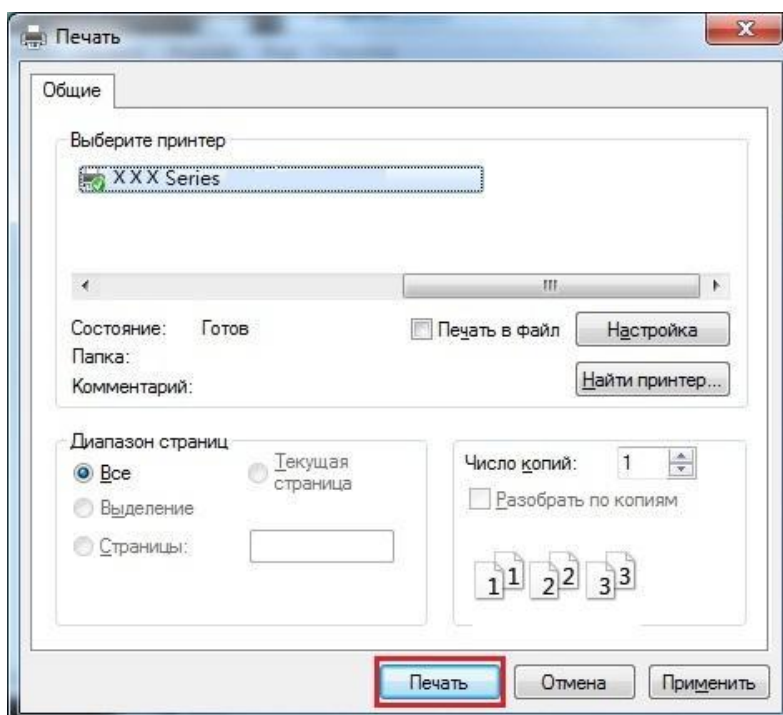 Печать
X
Общие
Выберите принтер
X X X Series
Состояние: Готов
Печать в файл
Настройка
Папка:
Комментарий:
Найти принтер...
Диапазон страниц
Все
Текущая
страница
Выделение
Страницы:
Число копий: 1
Разобрать по копиям
1 1 2 2 3 3
Печать
Отмена
Применить